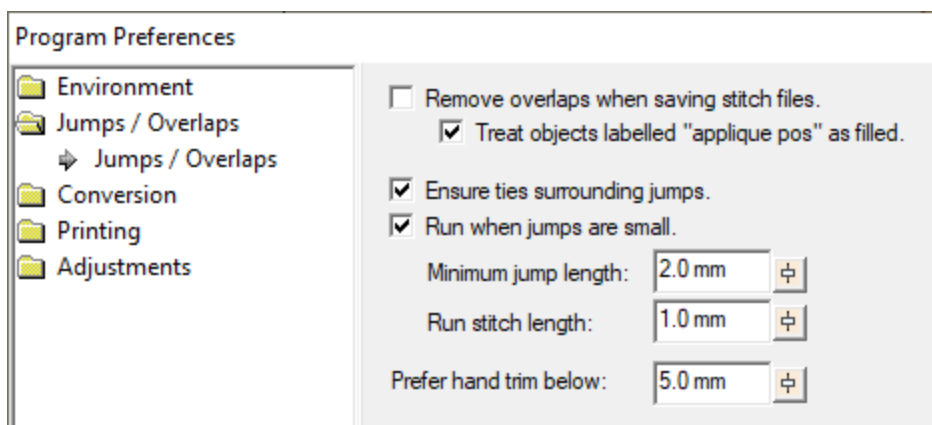 Program Preferences
Environment
Jumps / Overlaps
Jumps / Overlaps
Conversion
Printing
Adjustments
Remove overlaps when saving stitch files.
Treat objects labelled "applique pos" as filled.
Ensure ties surrounding jumps.
Run when jumps are small.
Minimum jump length: 2.0 mm
Run stitch length: 1.0 mm
Prefer hand trim below: 5.0 mm